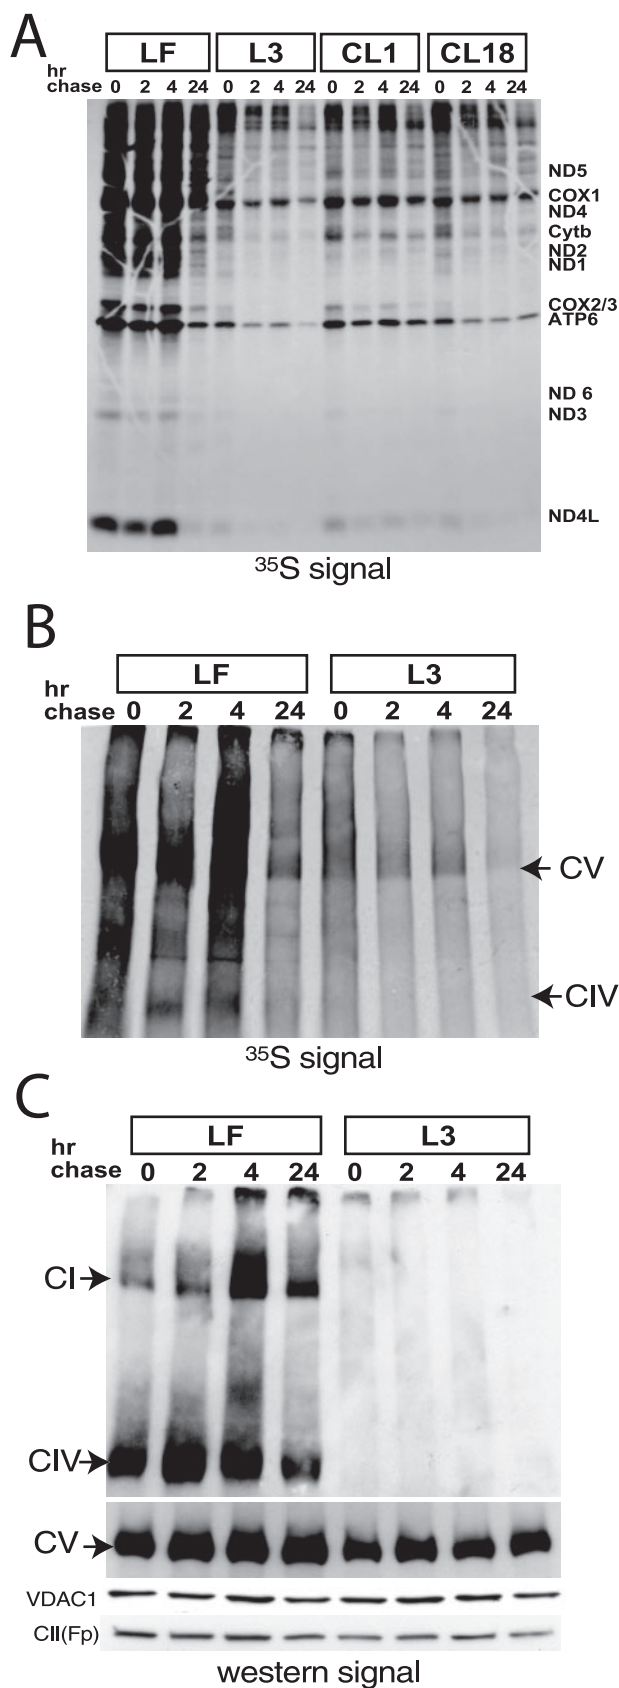 A
LF L3 CL1 CL18
hr
chase 0 2 4 24 0 2 4 24 0 2 4 24 0 2 4 24
ND5
COX1
ND4
Cytb
ND2
ND1
COX2/3
ATP6
ND 6
ND3
ND4L
35S signal
B
LF L3
hr
chase 0 2 4 24 0 2 4 24
CV
CIV
35S signal
C
LF L3
hr
chase 0 2 4 24 0 2 4 24
CI
CIV
CV
VDAC1
CII(Fp)
western signal